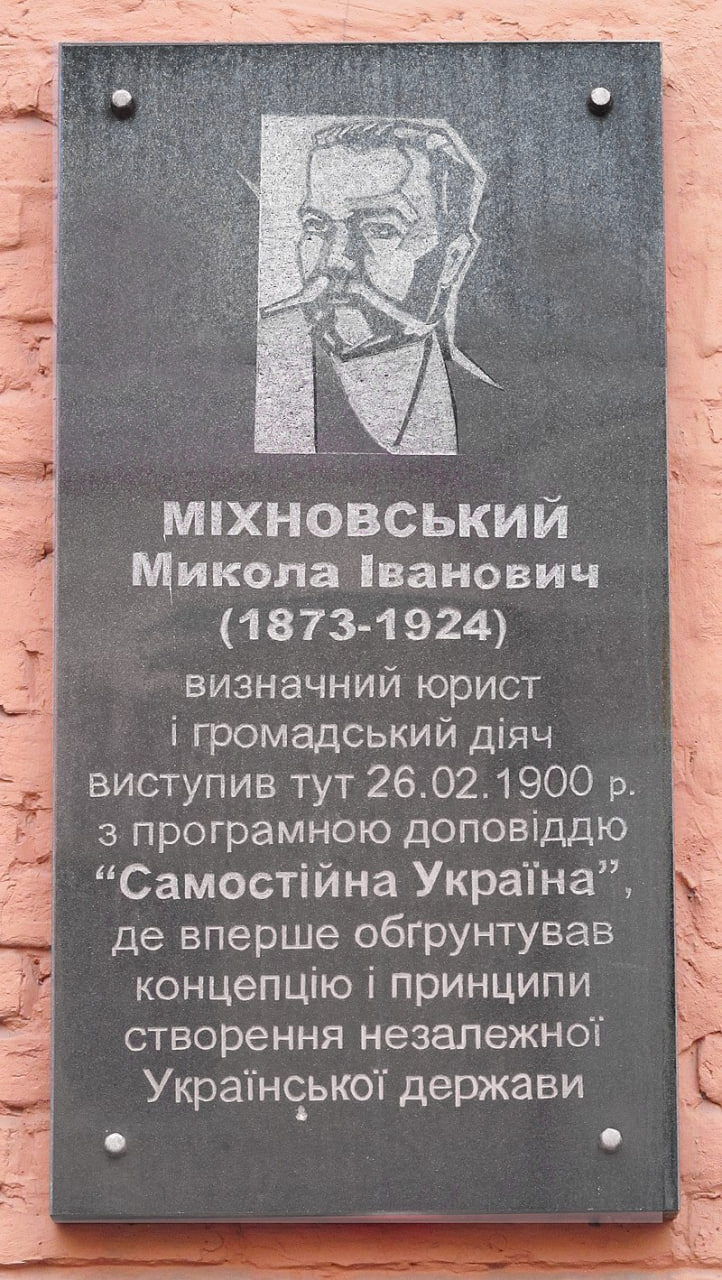 МІХНОВСЬКИЙ
Микола Іванович
(1873-1924)
визначний юрист
і громадський діяч
виступив тут 26.02.1900 р.
з програмною доповіддю
“Самостійна Україна”,
де вперше обґрунтував
концепцію і принципи
створення незалежної
Української держави